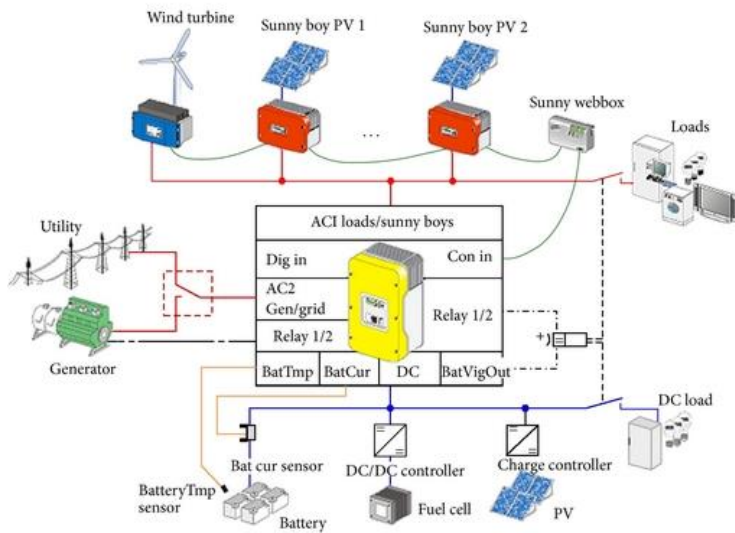 Wind turbine
Sunny boy PV 1
Sunny boy PV 2
Sunny webbox
Loads
...
Utility
ACI loads/sunny boys
Dig in
Con in
AC2
Gen/grid
Relay 1/2
Relay 1/2
Generator
BatTmp
BatCur
DC
BatVigOut
+
DC load
Bat cur sensor
DC/DC controller
Charge controller
BatteryTmp
sensor
Battery
Fuel cell
PV